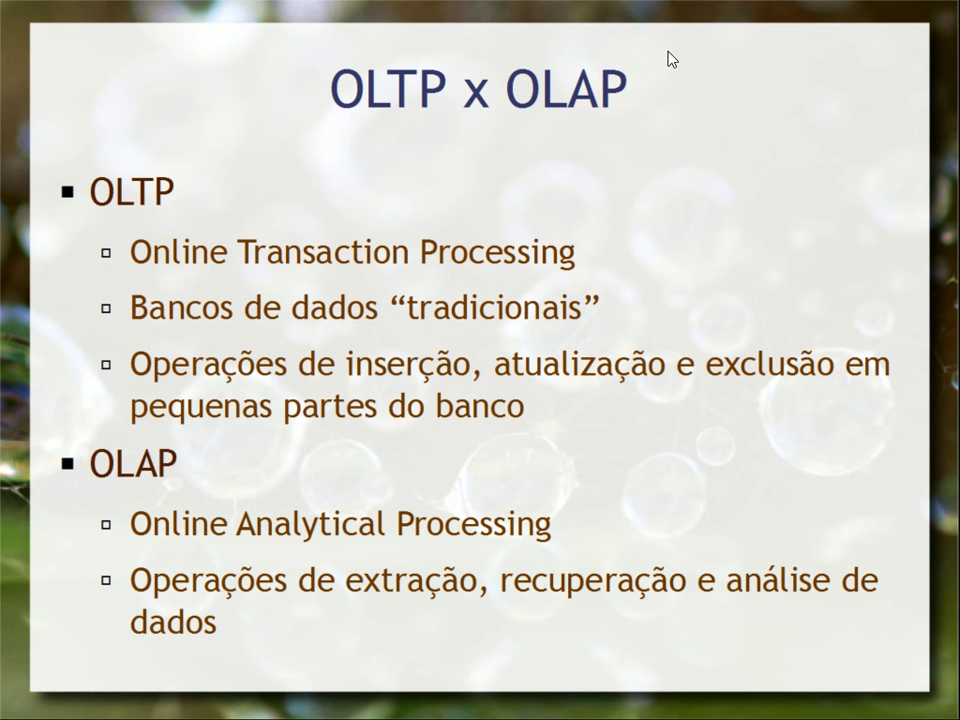 OLTP x OLAP
OLTP
Online Transaction Processing
Bancos de dados “tradicionais”
Operações de inserção, atualização e exclusão em
pequenas partes do banco
OLAP
Online Analytical Processing
Operações de extração, recuperação e análise de
dados